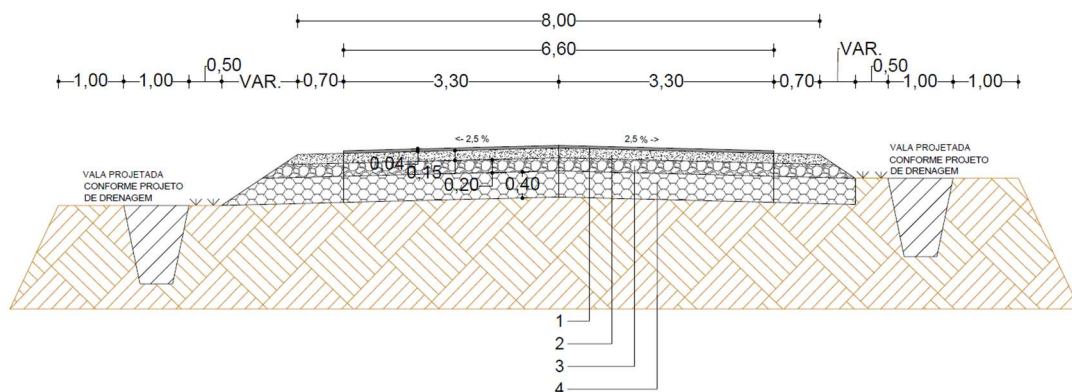 8,00
6,60
VAR.
0,50
0,50
1,00
1,00
VAR.
0,70
3,30
3,30
0,70
1,00
1,00
<- 2,5 %
2,5 % ->
VALA PROJETADA
CONFORME PROJETO
DE DRENAGEM
VALA PROJETADA
CONFORME PROJETO
DE DRENAGEM
0,04
0,15
0,20
0,40
1
2
3
4